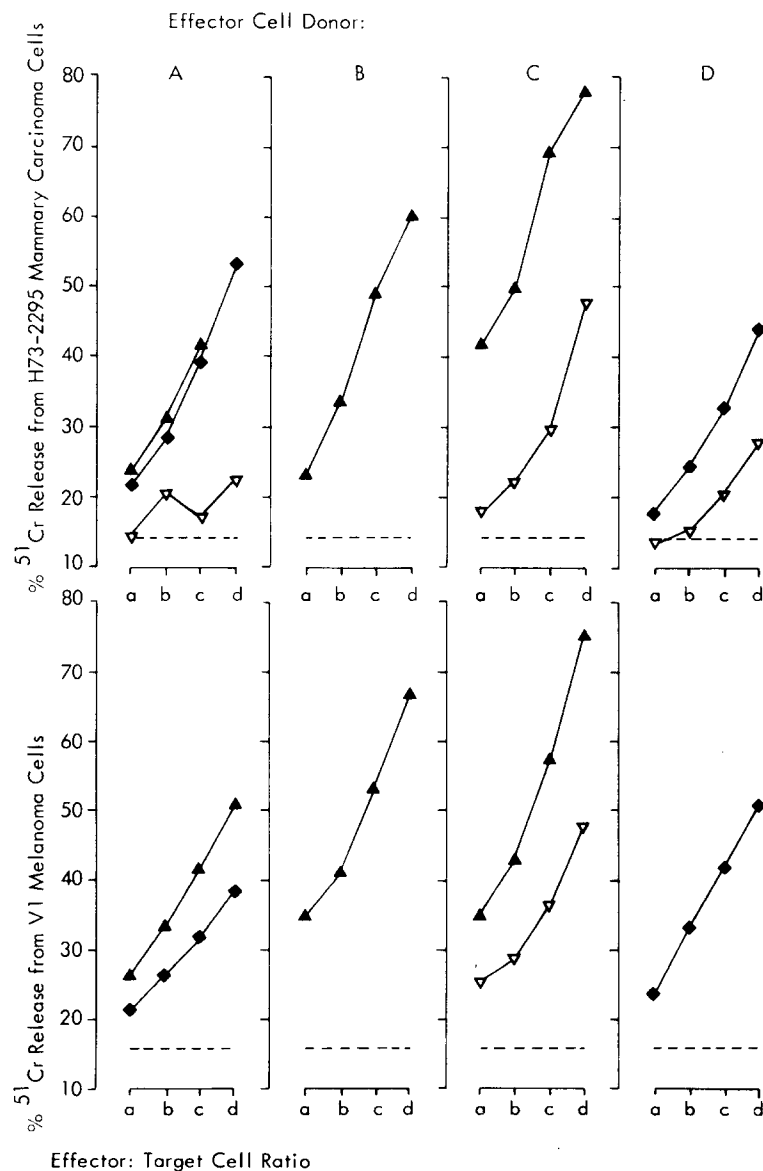 Effector Cell Donor:
A B C D
% 51Cr Release from H73-2295 Mammary Carcinoma Cells
80
70
60
50
40
30
20
10
a b c d a b c d a b c d a b c d
% 51Cr Release from V1 Melanoma Cells
80
70
60
50
40
30
20
10
a b c d a b c d a b c d a b c d
Effector: Target Cell Ratio